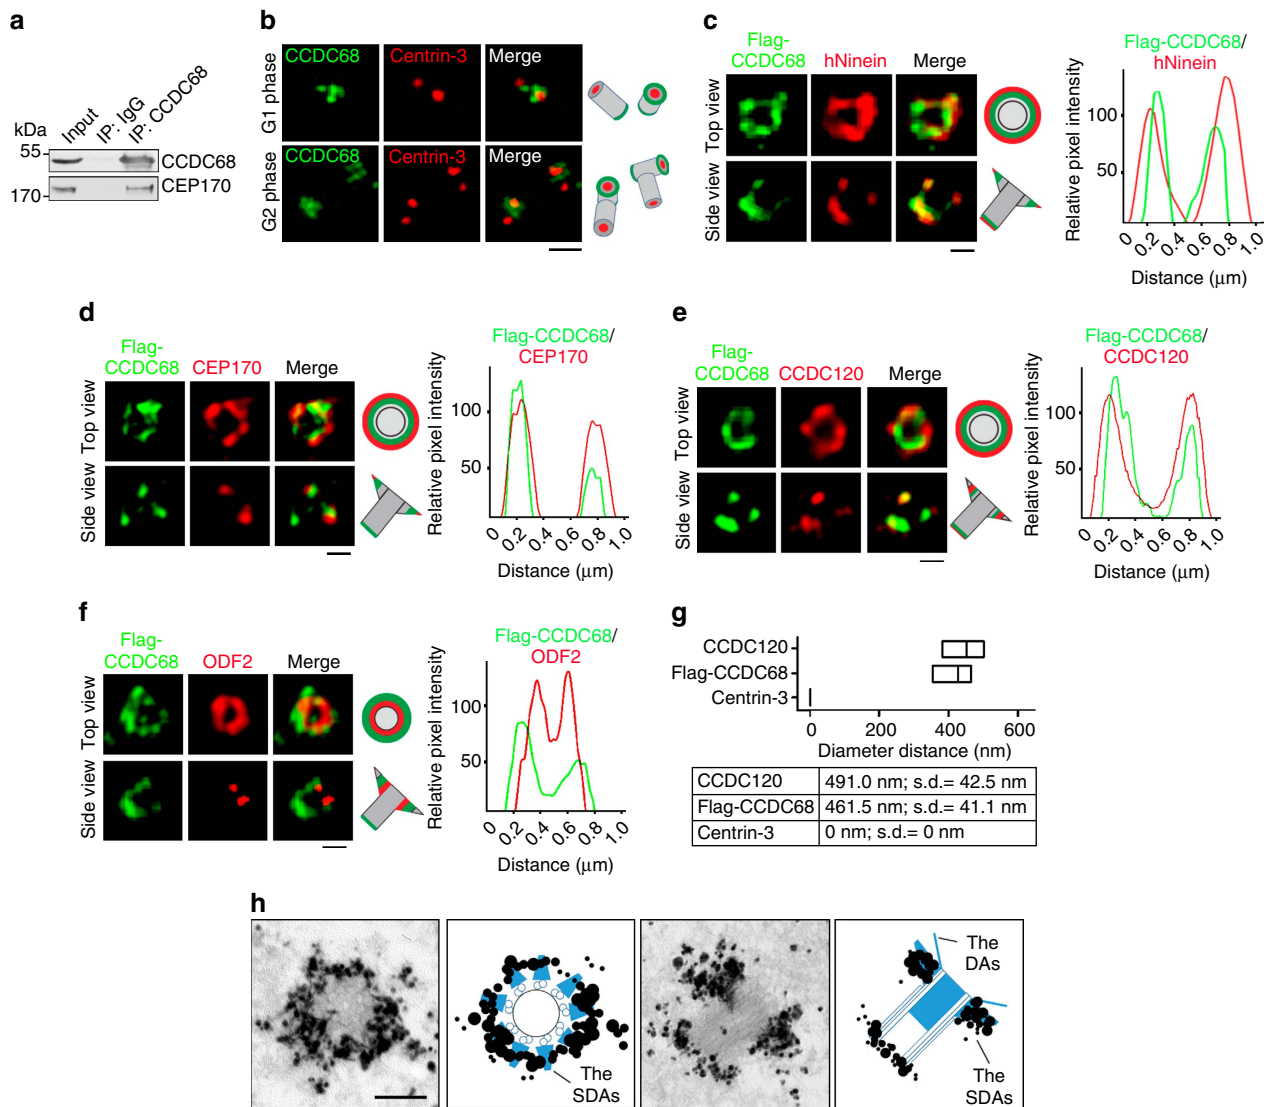 a
kDa
Input
IP: IgG
IP: CCDC68
55
CCDC68
170
CEP170
b
G1 phase
CCDC68
Centrin-3
Merge
G2 phase
CCDC68
Centrin-3
Merge
c
Flag-
CCDC68
hNinein
Merge
Top view
Side view
Flag-CCDC68/
hNinein
Relative pixel intensity
100
50
0
0.2
0.4
0.6
0.8
1.0
Distance (μm)
d
Flag-
CCDC68
CEP170
Merge
Top view
Side view
Flag-CCDC68/
CEP170
Relative pixel intensity
100
50
0
0.2
0.4
0.6
0.8
1.0
Distance (μm)
e
Flag-
CCDC68
CCDC120
Merge
Top view
Side view
Flag-CCDC68/
CCDC120
Relative pixel intensity
100
50
0
0.2
0.4
0.6
0.8
1.0
Distance (μm)
f
Flag-
CCDC68
ODF2
Merge
Top view
Side view
Flag-CCDC68/
ODF2
Relative pixel intensity
100
50
0
0.2
0.4
0.6
0.8
1.0
Distance (μm)
g
CCDC120
Flag-CCDC68
Centrin-3
0 200 400 600
Diameter distance (nm)
CCDC120 491.0 nm; s.d.= 42.5 nm
Flag-CCDC68 461.5 nm; s.d.= 41.1 nm
Centrin-3 0 nm; s.d.= 0 nm
h
The
SDAs
The
DAs
The
SDAs